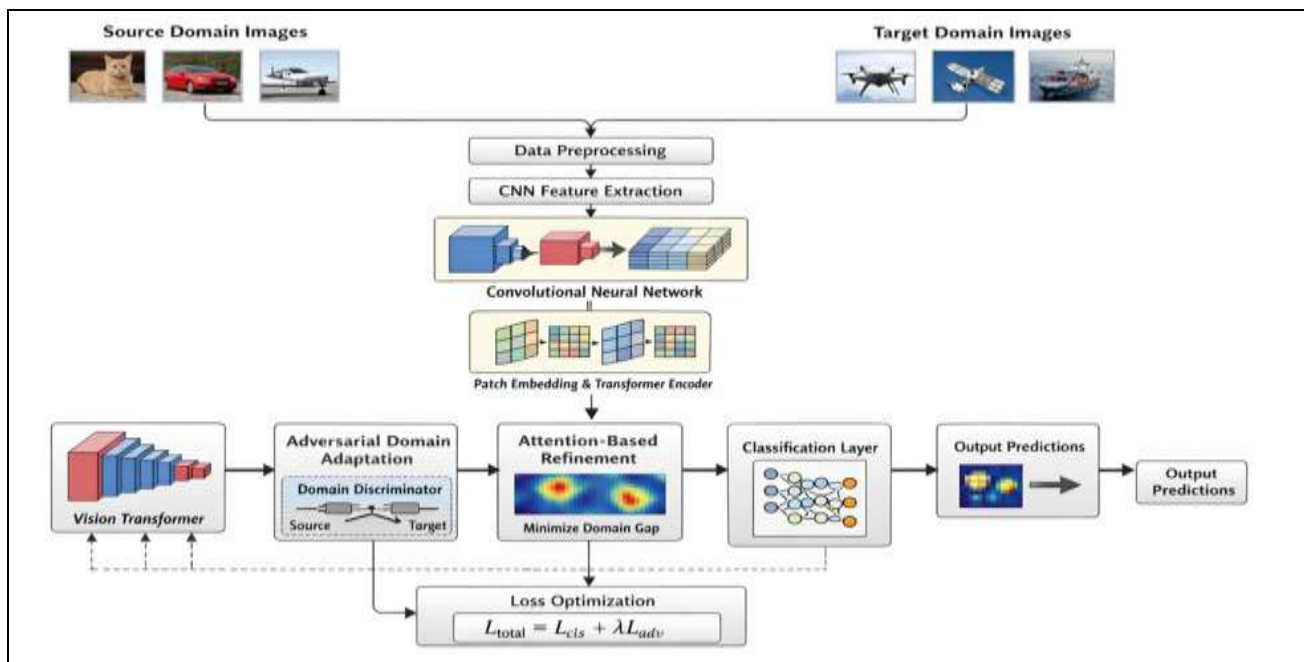 Source Domain Images
Target Domain Images
Data Preprocessing
CNN Feature Extraction
Convolutional Neural Network
Patch Embedding & Transformer Encoder
Vision Transformer
Adversarial Domain
Adaptation
Domain Discriminator
Source
Target
Attention-Based
Refinement
Minimize Domain Gap
Classification Layer
Output Predictions
Output
Predictions
Loss Optimization
L_total = L_cls + λL_adv